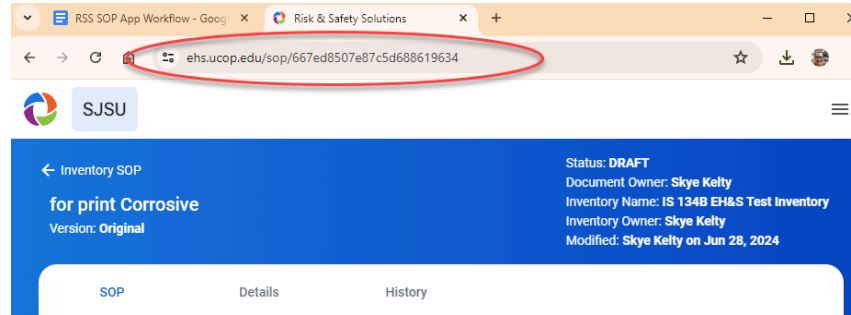 RSS SOP App Workflow - Goog
Risk & Safety Solutions
ehs.ucop.edu/sop/667ed8507e87c5d688619634
SJSU
Inventory SOP
for print Corrosive
Version: Original
Status: DRAFT
Document Owner: Skye Kelty
Inventory Name: IS 134B EH&S Test Inventory
Inventory Owner: Skye Kelty
Modified: Skye Kelty on Jun 28, 2024
SOP Details History